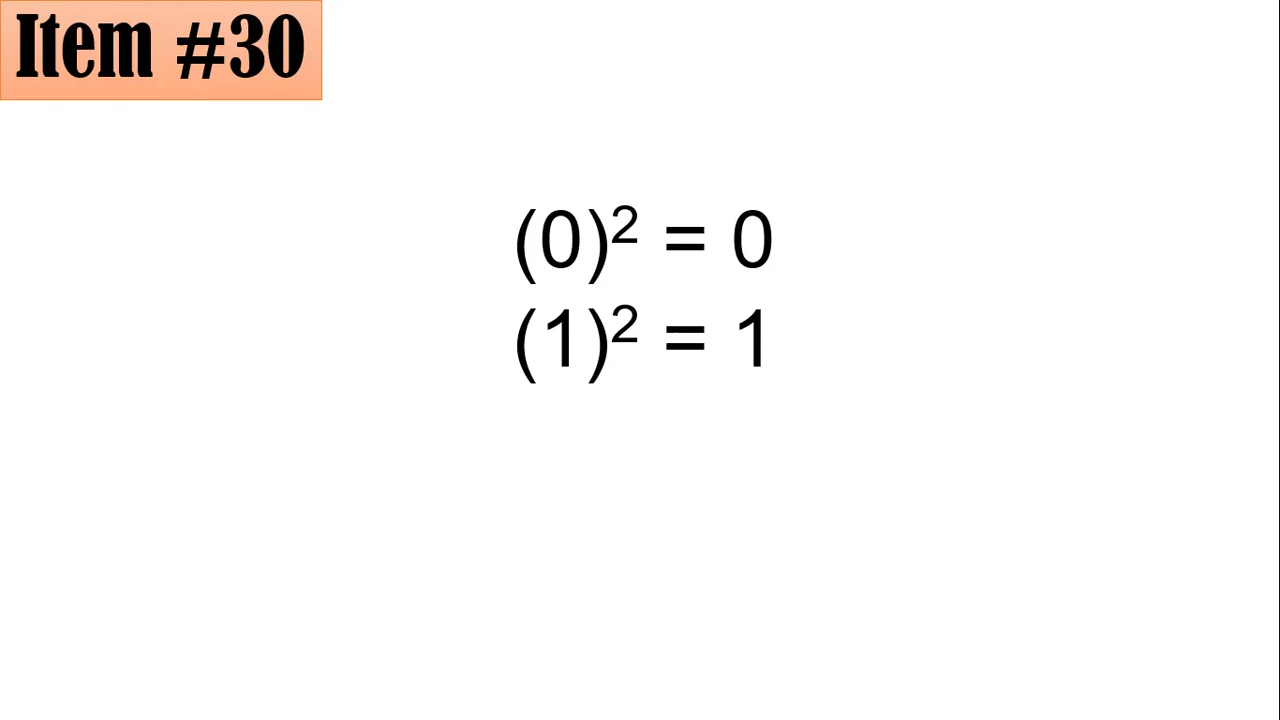 Item #30
(0)² = 0
(1)² = 1